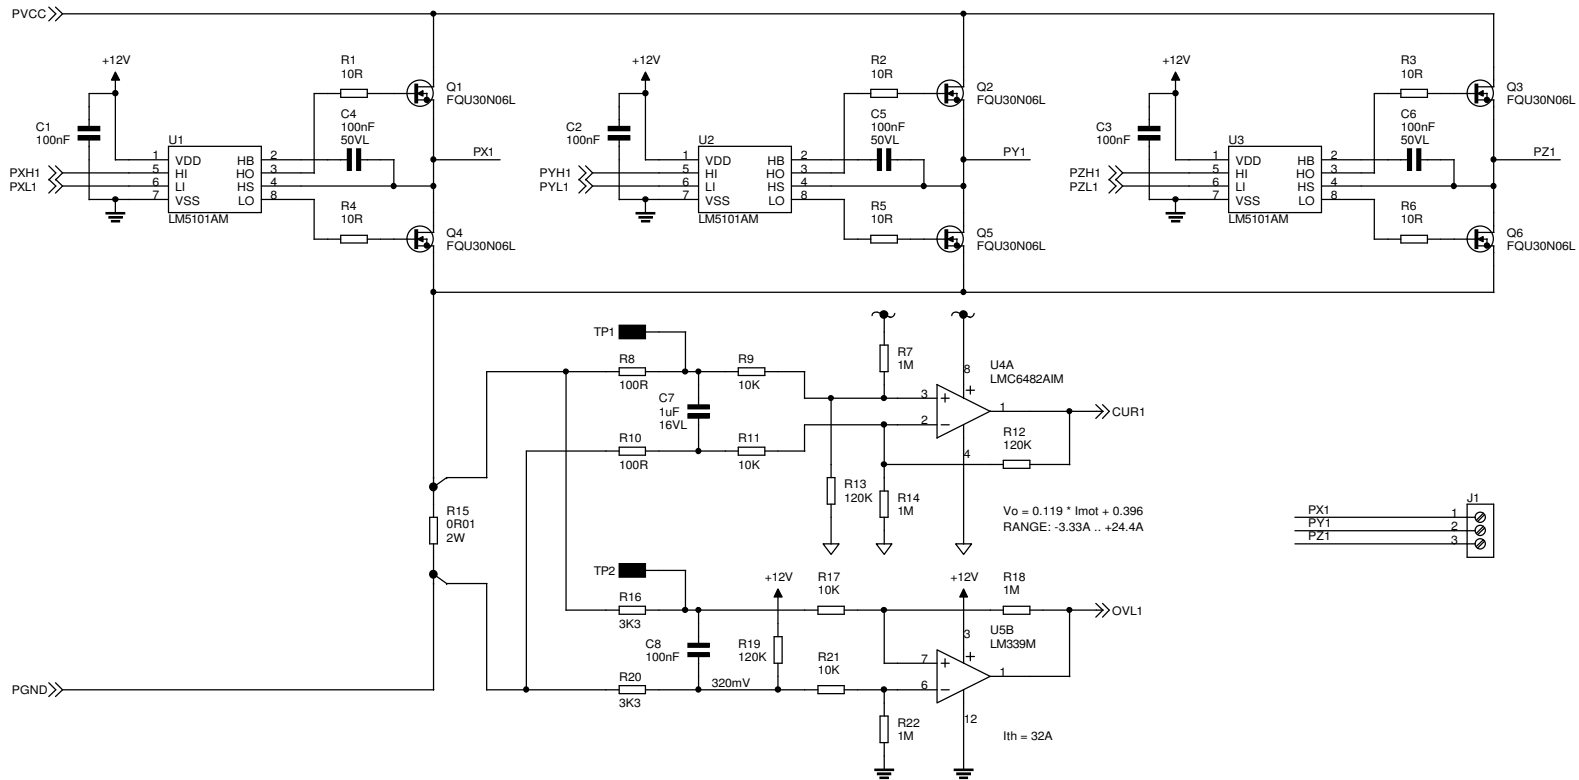 PVCC
+12V
R1
10R
Q1
FQU30N06L
C1
100nF
C4
100nF
50VL
U1
PXH1
PXL1
1
5
6
7
VDD
HI
LI
VSS
HB
HO
HS
LO
2
3
4
8
LM5101AM
PX1
R4
10R
Q4
FQU30N06L
+12V
R2
10R
Q2
FQU30N06L
C2
100nF
C5
100nF
50VL
U2
PYH1
PYL1
1
5
6
7
VDD
HI
LI
VSS
HB
HO
HS
LO
2
3
4
8
LM5101AM
PY1
R5
10R
Q5
FQU30N06L
+12V
R3
10R
Q3
FQU30N06L
C3
100nF
C6
100nF
50VL
U3
PZH1
PZL1
1
5
6
7
VDD
HI
LI
VSS
HB
HO
HS
LO
2
3
4
8
LM5101AM
PZ1
R6
10R
Q6
FQU30N06L
TP1
R8
100R
R9
10K
C7
1uF
16VL
R10
100R
R11
10K
R7
1M
U4A
LMC6482AIM
8
3
2
1
4
+
+
−
CUR1
R12
120K
R13
120K
R14
1M
Vo = 0.119 * Imot + 0.396
RANGE: -3.33A .. +24.4A
R15
0R01
2W
J1
PX1
1
PY1
2
PZ1
3
TP2
R16
3K3
+12V
R17
10K
+12V
R18
1M
OVL1
C8
100nF
R19
120K
R21
10K
U5B
LM339M
3
7
6
1
12
+
+
−
R20
3K3
320mV
R22
1M
Ith = 32A
PGND